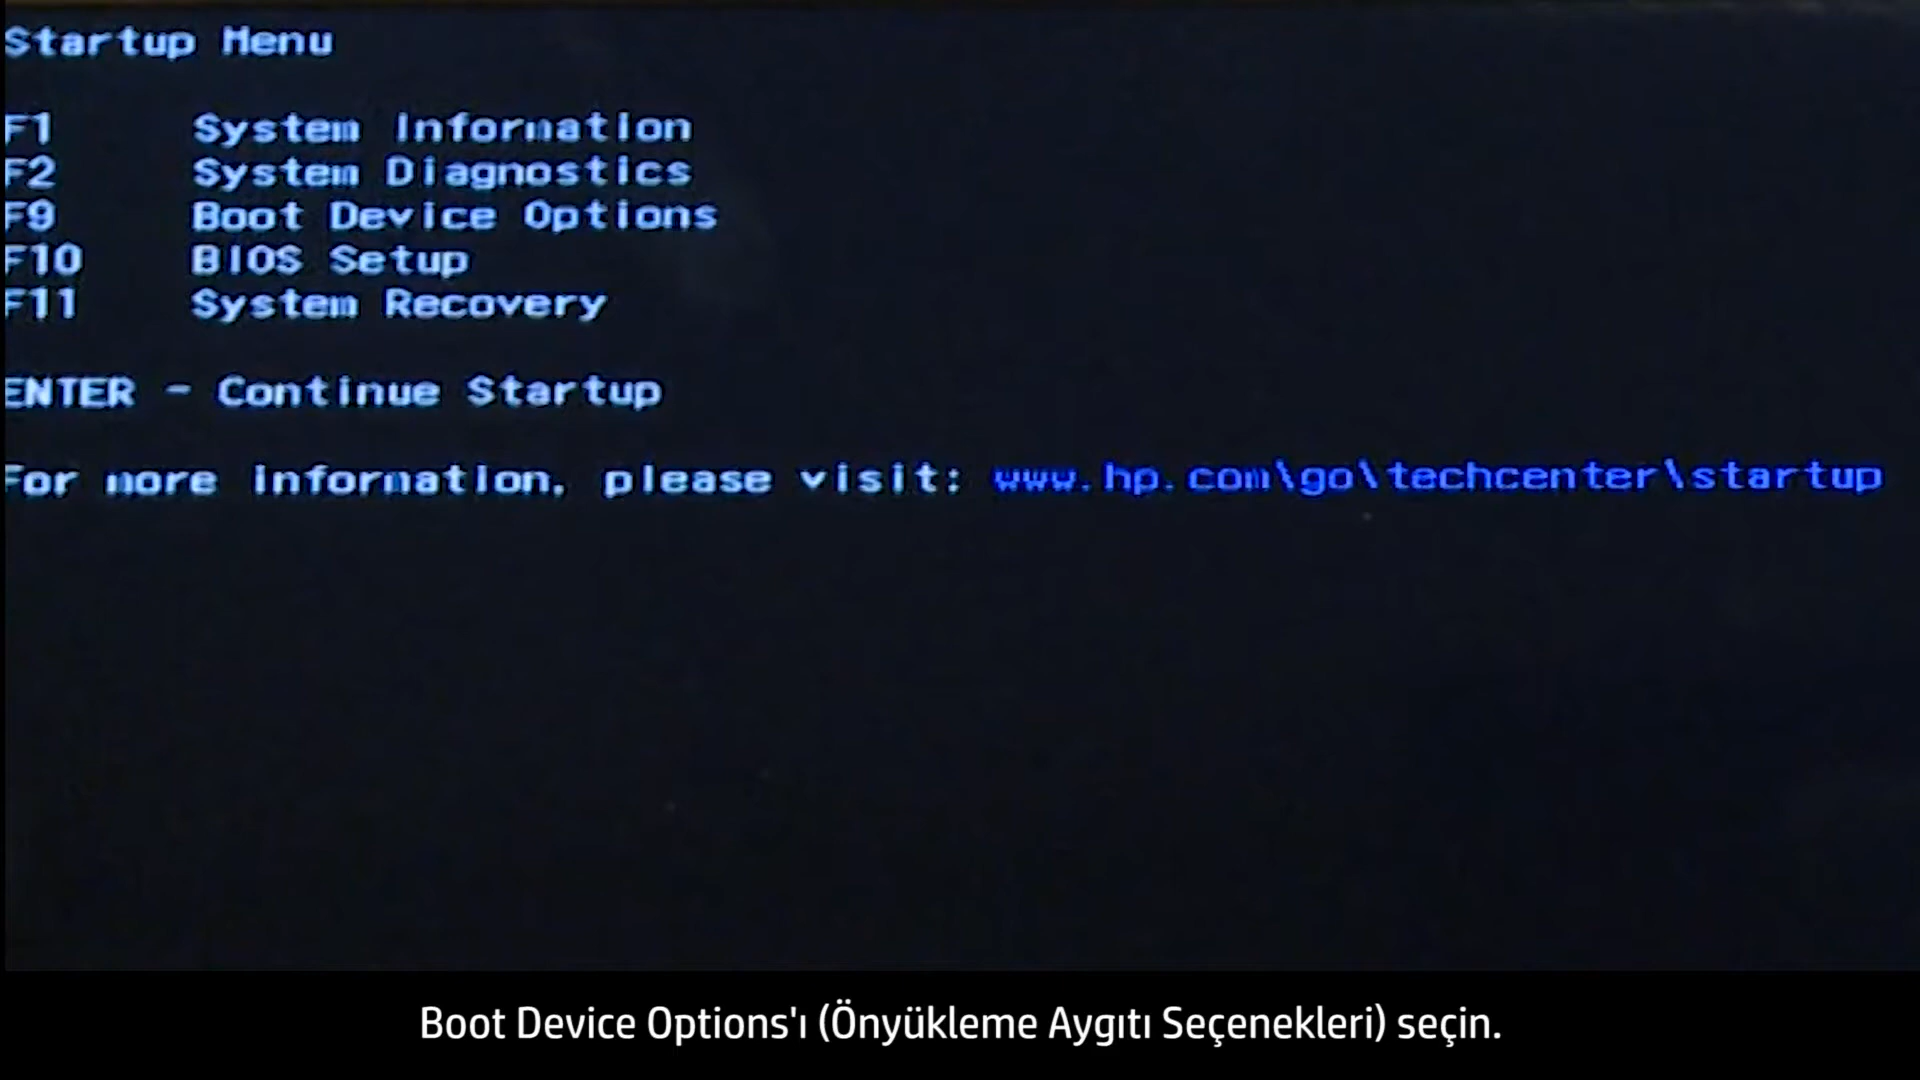 Startup Menu
F1 System Information
F2 System Diagnostics
F9 Boot Device Options
F10 BIOS Setup
F11 System Recovery
ENTER - Continue Startup
For more information, please visit: www.hp.com\go\techcenter\startup
Boot Device Options'ı (Önyükleme Aygıtı Seçenekleri) seçin.